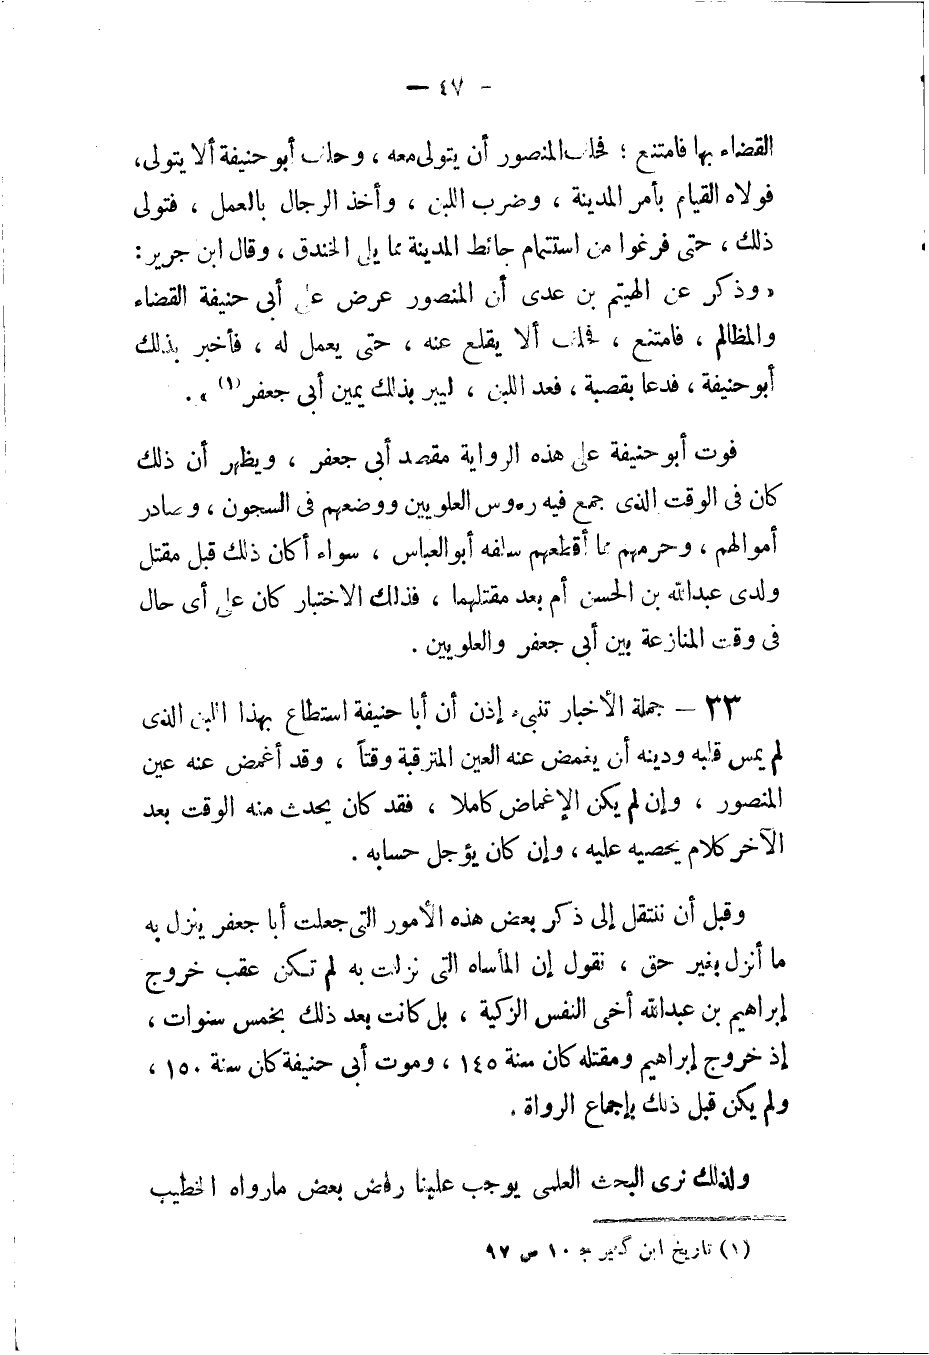 - ٤٧ -
القضاء بها فامتنع ؛ فحلف المنصور أن يتولى معه ، وحلف أبو حنيفة ألا يتولى،
فولاه القيام بأمر المدينة ، وضرب اللبن ، وأخذ الرجال بالعمل ، فتولى
ذلك ، حتى فرغوا من استتمام حائط المدينة مما يلى الخندق ، وقال ابن جرير :
« وذكر عن الهيثم بن عدى أن المنصور عرض على أبى حنيفة القضاء
والمظالم ، فامتنع ، فحلف ألا يقلع عنه ، حتى يعمل له ، فأخبر بذلك
أبو حنيفة ، فدعا بقصبة ، فعد اللبن ، ليبر بذلك يمين أبى جعفر (١) » .
فوت أبو حنيفة على هذه الرواية مقصد أبى جعفر ، ويظهر أن ذلك
كان فى الوقت الذى جمع فيه رءوس العلويين ووضعهم فى السجون ، وصادر
أموالهم ، وحرمهم مما أقطعهم سلفه أبو العباس ، سواء أكان ذلك قبل مقتل
ولدى عبدالله بن الحسن أم بعد مقتلهما ، فذلك الاختبار كان على أى حال
فى وقت المنازعة بين أبى جعفر والعلويين .
٣٣ - جملة الأخبار تنبىء إذن أن أبا حنيفة استطاع بهذا اللبن الذى
لم يمس قلبه ودينه أن يغمض عنه العين المترقبة وقتاً ، وقد أغمض عنه عين
المنصور ، وإن لم يكن الإغماض كاملا ، فقد كان يحدث منه الوقت بعد
الآخر كلام يحصيه عليه ، وإن كان يؤجل حسابه .
وقبل أن ننتقل إلى ذكر بعض هذه الأمور التى جعلت أبا جعفر ينزل به
ما أنزل بغير حق ، نقول إن المأساه التى نزلت به لم تكن عقب خروج
إبراهيم بن عبدالله أخى النفس الزكية ، بل كانت بعد ذلك بخمس سنوات ،
إذ خروج إبراهيم ومقتله كان سنة ١٤٥ ، وموت أبى حنيفة كان سنة ١٥٠ ،
ولم يكن قبل ذلك بإجماع الرواة .
ولذلك نرى البحث العلمى يوجب علينا رفض بعض مارواه الخطيب
(١) تاريخ ابن كثير ج ١٠ ص ٩٧